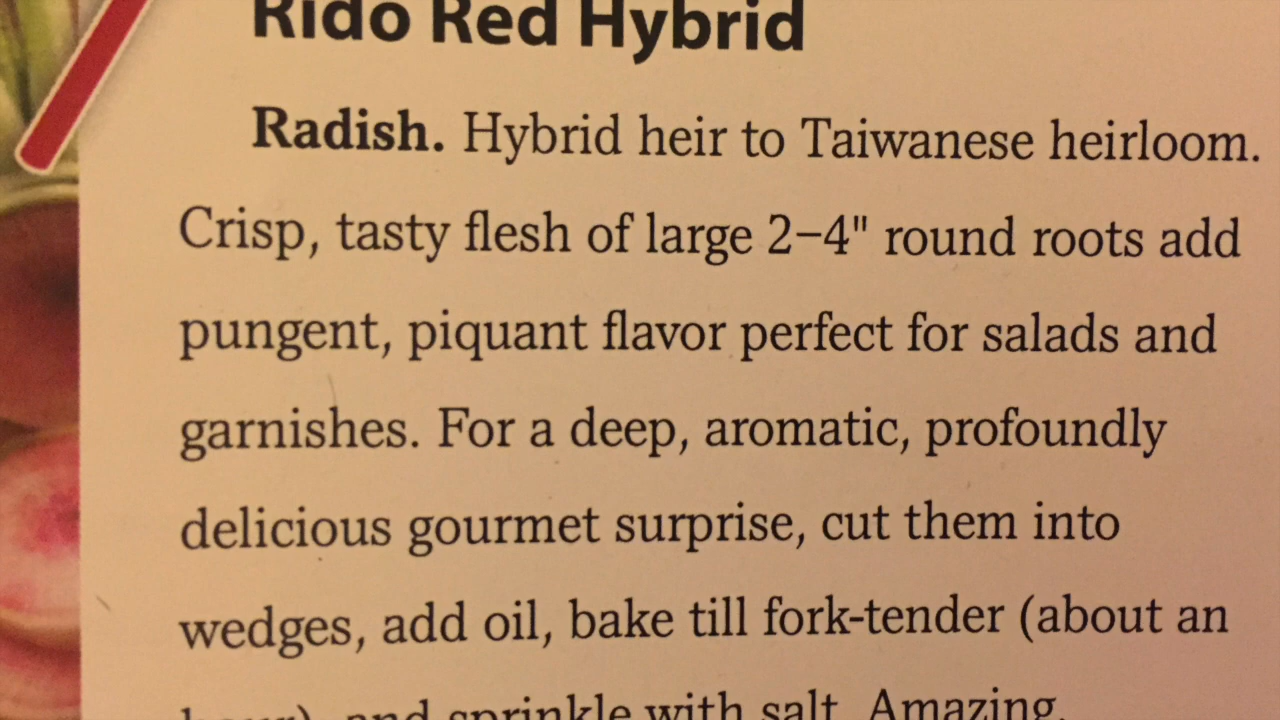 Rido Red Hybrid
Radish. Hybrid heir to Taiwanese heirloom.
Crisp, tasty flesh of large 2–4" round roots add
pungent, piquant flavor perfect for salads and
garnishes. For a deep, aromatic, profoundly
delicious gourmet surprise, cut them into
wedges, add oil, bake till fork-tender (about an
hour), and sprinkle with salt. Amazing.